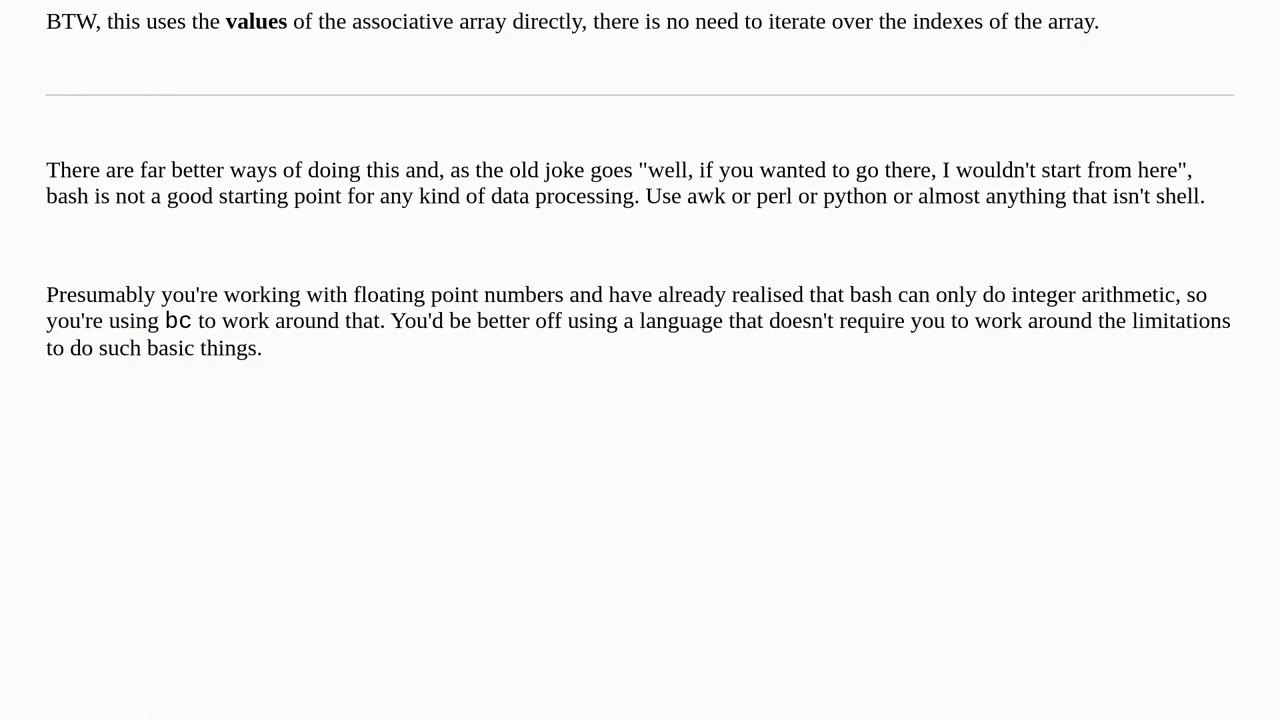 BTW, this uses the values of the associative array directly, there is no need to iterate over the indexes of the array.
There are far better ways of doing this and, as the old joke goes "well, if you wanted to go there, I wouldn't start from here",
bash is not a good starting point for any kind of data processing. Use awk or perl or python or almost anything that isn't shell.
Presumably you're working with floating point numbers and have already realised that bash can only do integer arithmetic, so
you're using bc to work around that. You'd be better off using a language that doesn't require you to work around the limitations
to do such basic things.